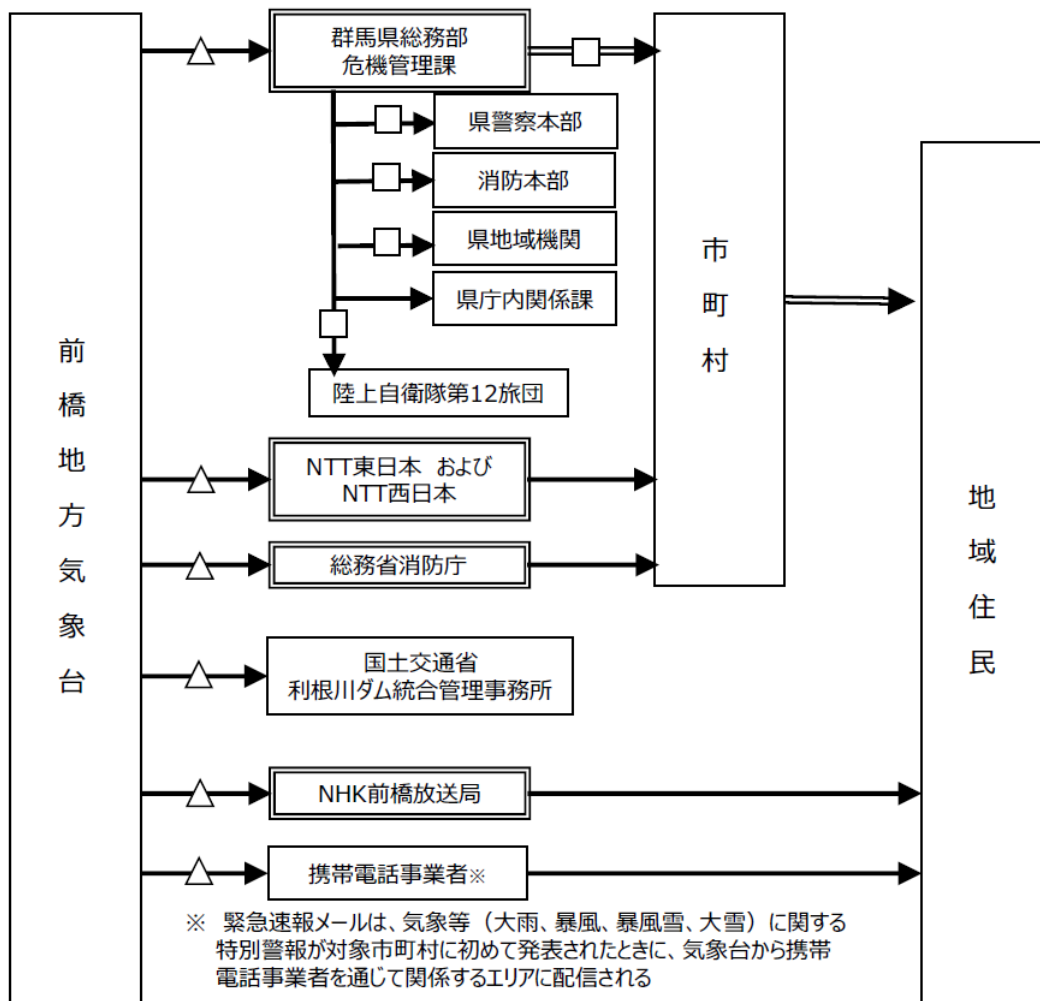 群馬県総務部
危機管理課
県警察本部
消防本部
県地域機関
県庁内関係課
陸上自衛隊第12旅団
前橋地方気象台
市町村
地域住民
NTT東日本 および
NTT西日本
総務省消防庁
国土交通省
利根川ダム統合管理事務所
NHK前橋放送局
携帯電話事業者※
※ 緊急速報メールは、気象等（大雨、暴風、暴風雪、大雪）に関する
特別警報が対象市町村に初めて発表されたときに、気象台から携帯
電話事業者を通じて関係するエリアに配信される